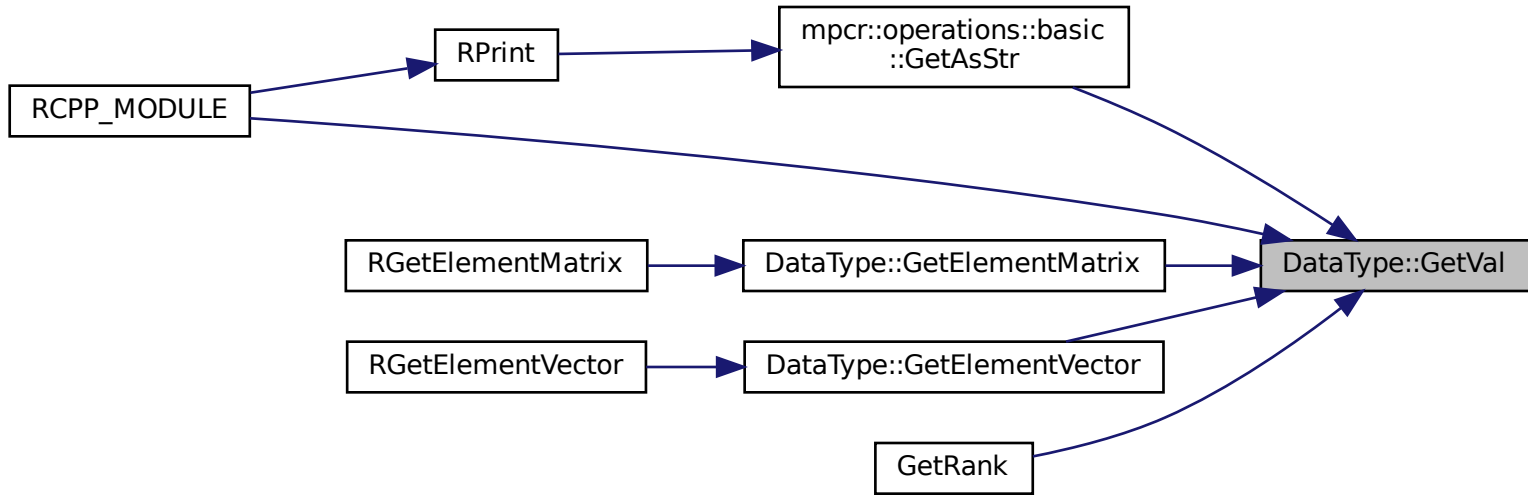 mpcr::operations::basic
::GetAsStr
RPrint
RCPP_MODULE
RGetElementMatrix
DataType::GetElementMatrix
DataType::GetVal
RGetElementVector
DataType::GetElementVector
GetRank